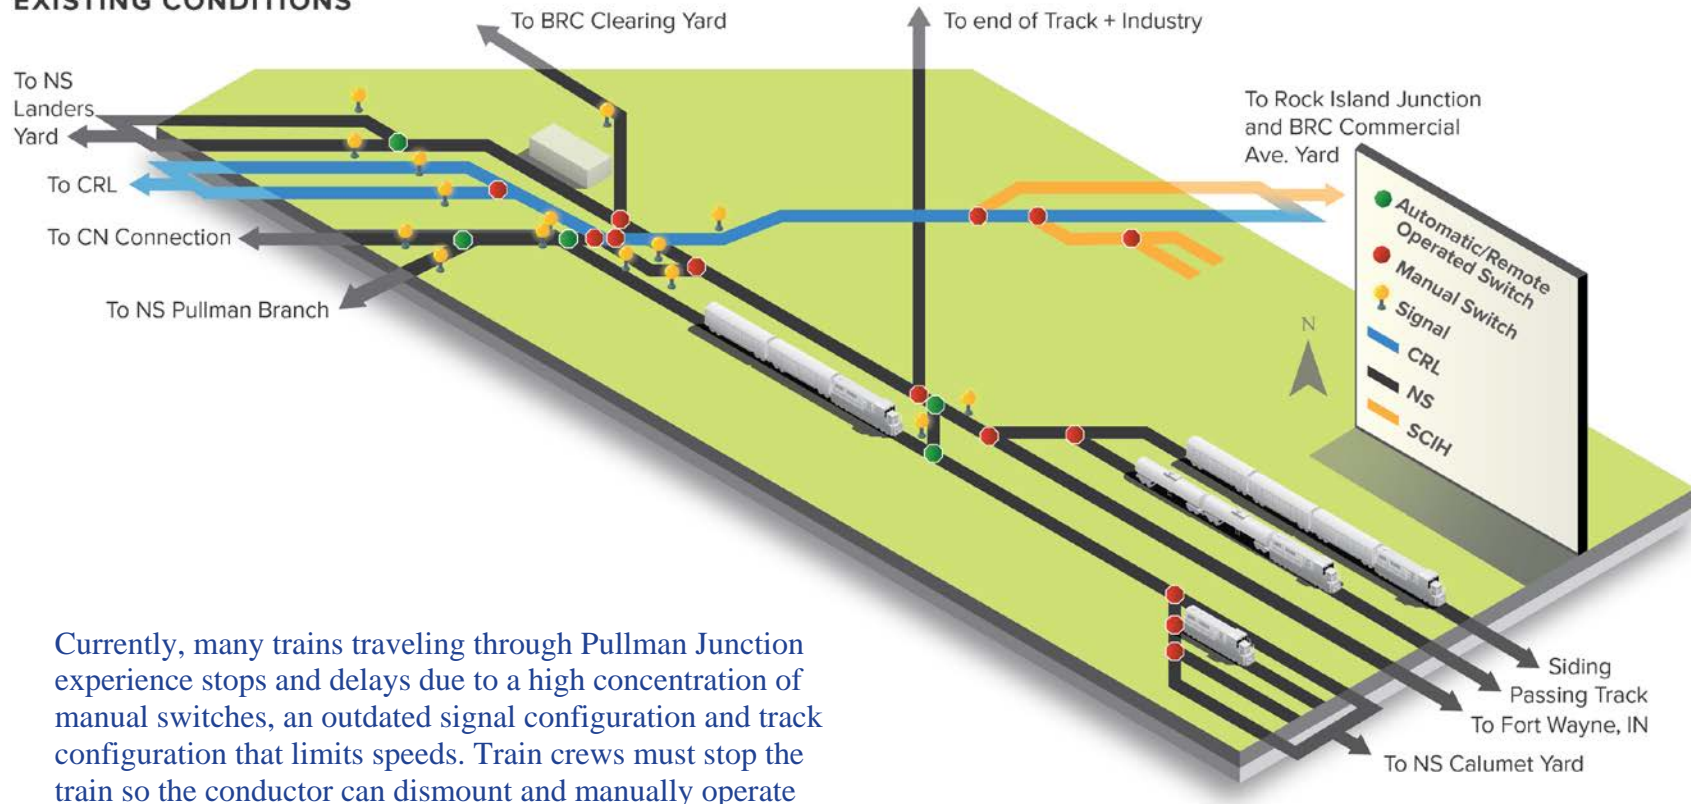 EXISTING CONDITIONS
To BRC Clearing Yard
To end of Track + Industry
To NS
Landers
Yard
To CRL
To CN Connection
To NS Pullman Branch
To Rock Island Junction
and BRC Commercial
Ave. Yard
Automatic/Remote
Operated Switch
Manual Switch
Signal
CRL
NS
SCIH
N
Siding
Passing Track
To Fort Wayne, IN
To NS Calumet Yard
Currently, many trains traveling through Pullman Junction
experience stops and delays due to a high concentration of
manual switches, an outdated signal configuration and track
configuration that limits speeds. Train crews must stop the
train so the conductor can dismount and manually operate